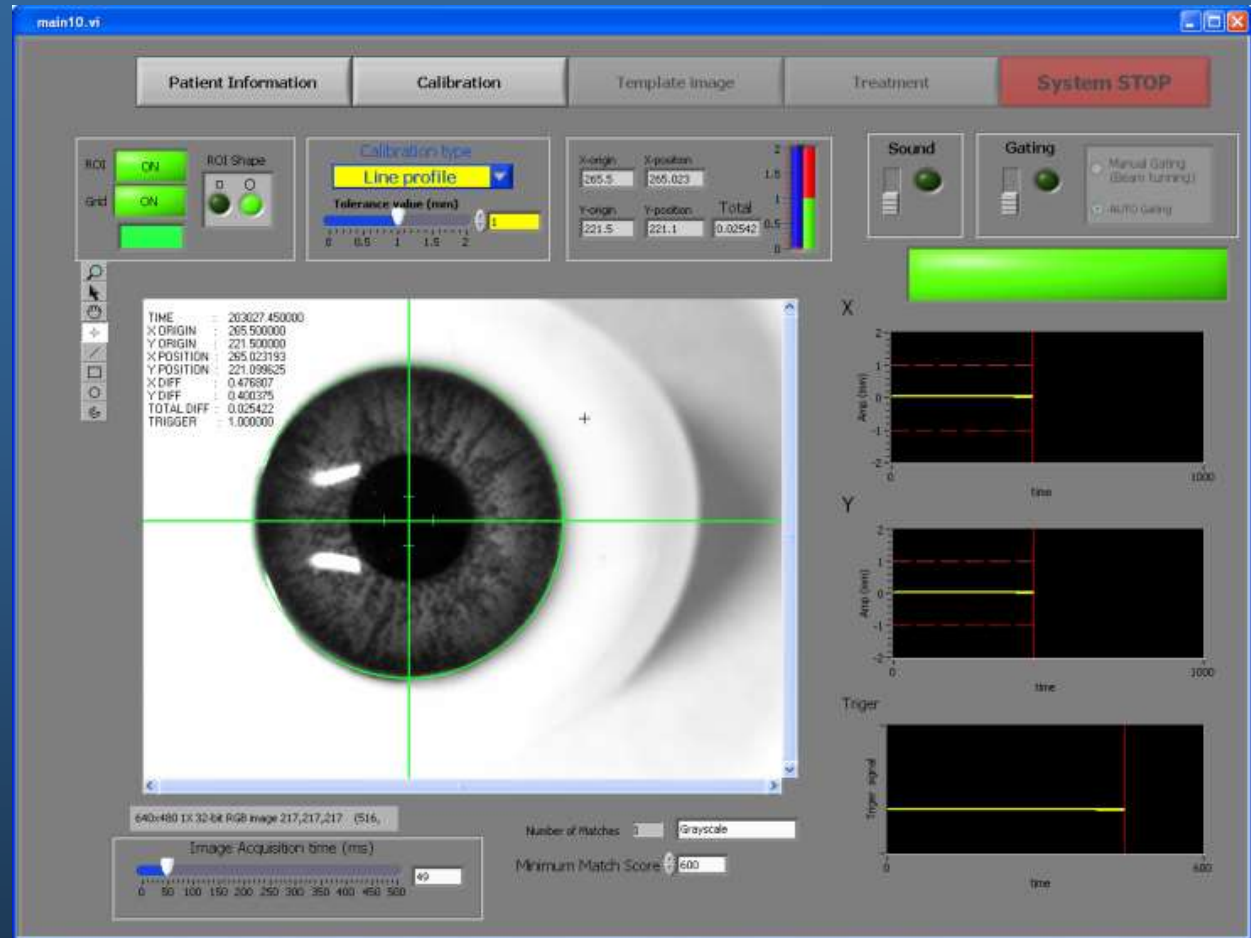 main10.vi
Patient Information
Calibration
Template image
Treatment
System STOP
ROI
ON
ROI Shape
Grid
ON
Calibration type
Line profile
Tolerance value (mm)
1
0 0.5 1 1.5 2
X-origin
X-position
265.5
265.023
Y-origin
Y-position
Total
221.5
221.1
0.02542
2
1.5
1
0.5
0
Sound
Gating
Manual Gating
(Beam tunning)
AUTO Gating
TIME : 203027.450000
X ORIGIN : 265.500000
Y ORIGIN : 221.500000
X POSITION : 265.023193
Y POSITION : 221.099625
X DIFF : 0.476807
Y DIFF : 0.400375
TOTAL DIFF : 0.025422
TRIGGER : 1.000000
X
Amp (mm)
2
1
0
-1
-2
0
1000
time
Y
Amp (mm)
2
1
0
-1
-2
0
1000
time
Triger
Triger signal
0
600
time
640x480 1X 32-bit RGB image 217,217,217 (516,
Image Acquisition time (ms)
49
0 50 100 150 200 250 300 350 400 450 500
Number of Matches
1
Grayscale
Minimum Match Score
600